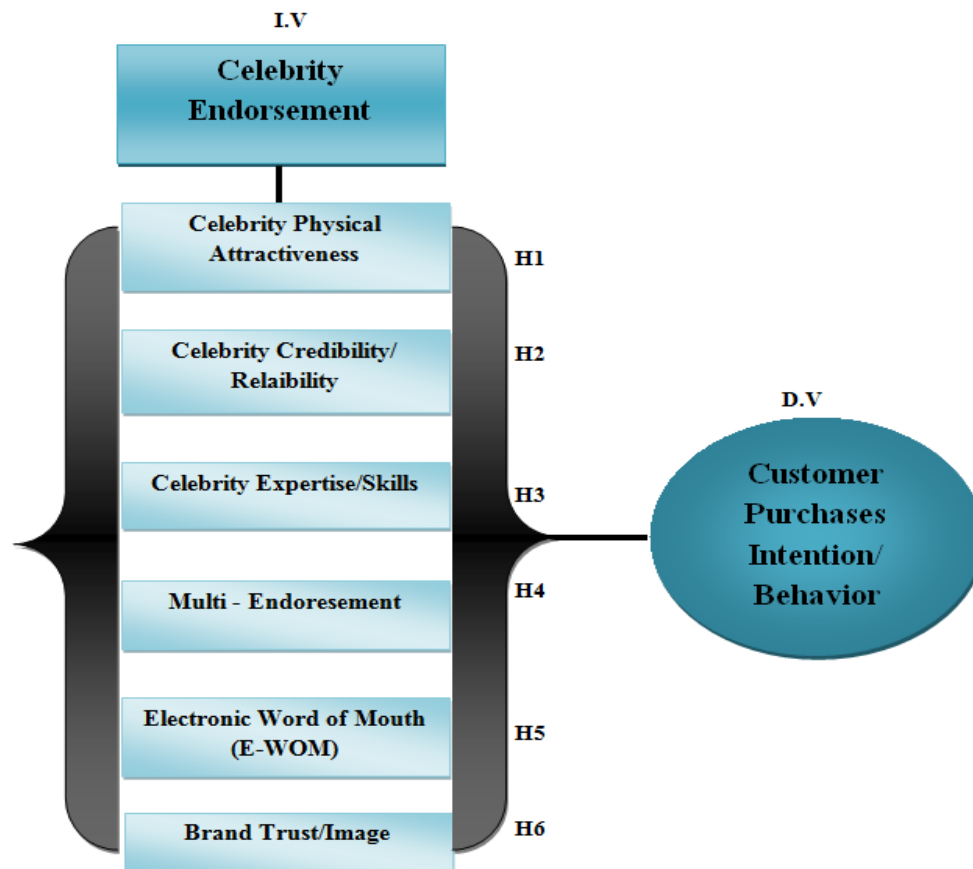 I.V
Celebrity
Endorsement
Celebrity Physical
Attractiveness
H1
Celebrity Credibility/
Relaibility
H2
Celebrity Expertise/Skills
H3
Multi - Endoresement
H4
Electronic Word of Mouth
(E-WOM)
H5
Brand Trust/Image
H6
D.V
Customer
Purchases
Intention/
Behavior